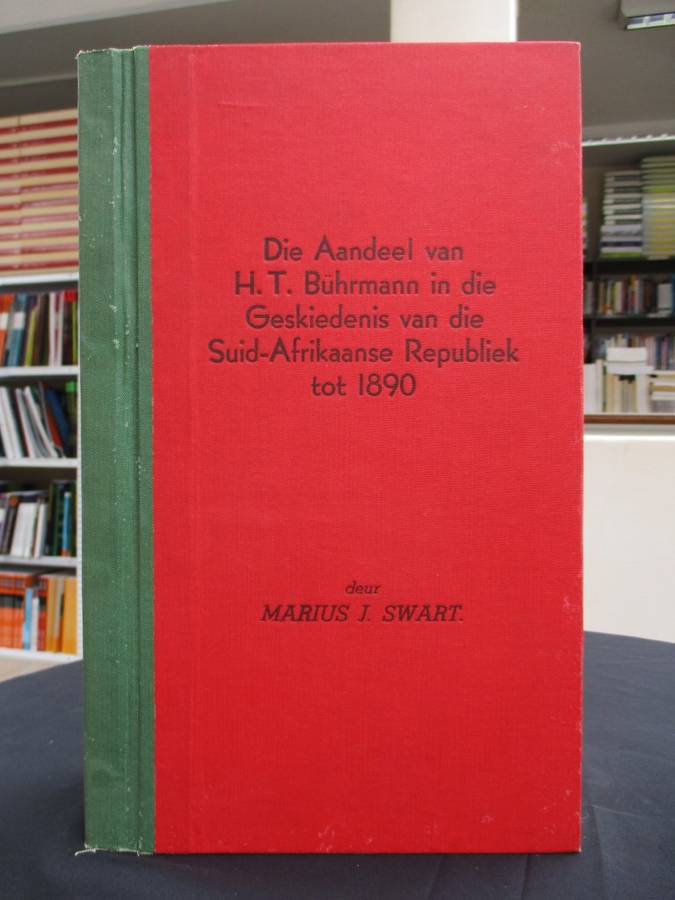 Die Aandeel van
H. T. Bührmann in die
Geskiedenis van die
Suid-Afrikaanse Republiek
tot 1890
deur
MARIUS J. SWART.